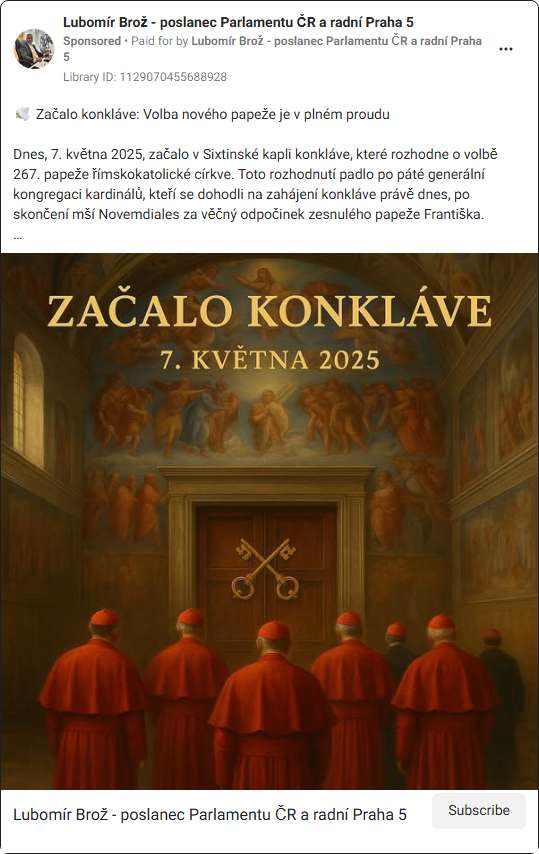 Lubomír Brož - poslanec Parlamentu ČR a radní Praha 5
Sponsored • Paid for by Lubomír Brož - poslanec Parlamentu ČR a radní Praha
5
Library ID: 1129070455688928
🕊️ Začalo konkláve: Volba nového papeže je v plném proudu
Dnes, 7. května 2025, začalo v Sixtinské kapli konkláve, které rozhodne o volbě
267. papeže římskokatolické církve. Toto rozhodnutí padlo po páté generální
kongregaci kardinálů, kteří se dohodli na zahájení konkláve právě dnes, po
skončení mší Novemdiales za věčný odpočinek zesnulého papeže Františka.
...
ZAČALO KONKLÁVE
7. KVĚTNA 2025
Lubomír Brož - poslanec Parlamentu ČR a radní Praha 5
Subscribe